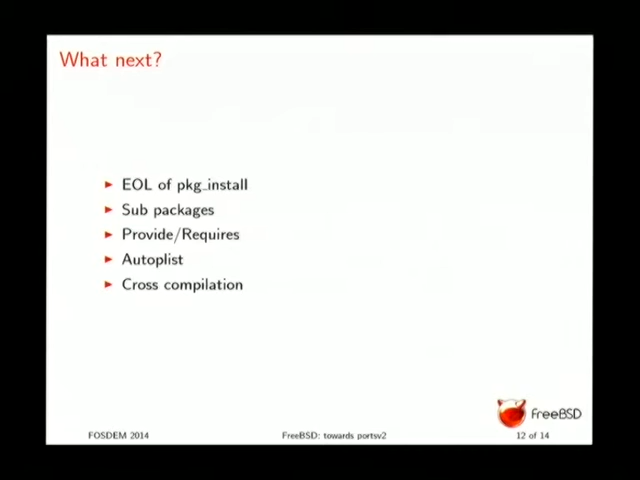 What next?
EOL of pkg_install
Sub packages
Provide/Requires
Autoplist
Cross compilation
FreeBSD
FOSDEM 2014
FreeBSD: towards portsv2
12 of 14